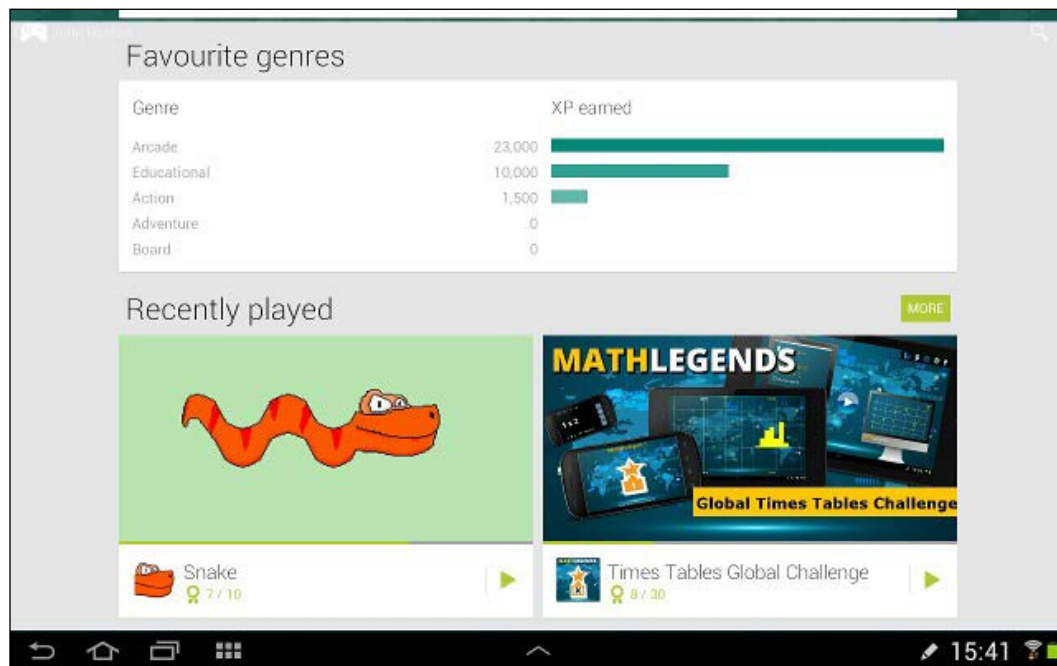 Favourite genres
Genre XP earned
Arcade 23,000
Educational 10,000
Action 1,500
Adventure 0
Board 0
Recently played
MORE
MATHLEGENDS
1x2
Global Times Tables Challenge
Snake
7 / 10
Times Tables Global Challenge
8 / 30
15:41